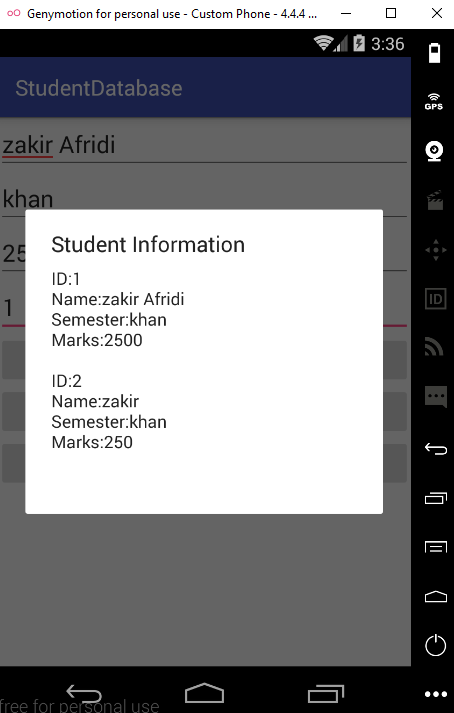 Genymotion for personal use - Custom Phone - 4.4.4 ...
3:36
StudentDatabase
GPS
zakir Afridi
khan
25
1
ID
Student Information
ID:1
Name:zakir Afridi
Semester:khan
Marks:2500
ID:2
Name:zakir
Semester:khan
Marks:250
free for personal use